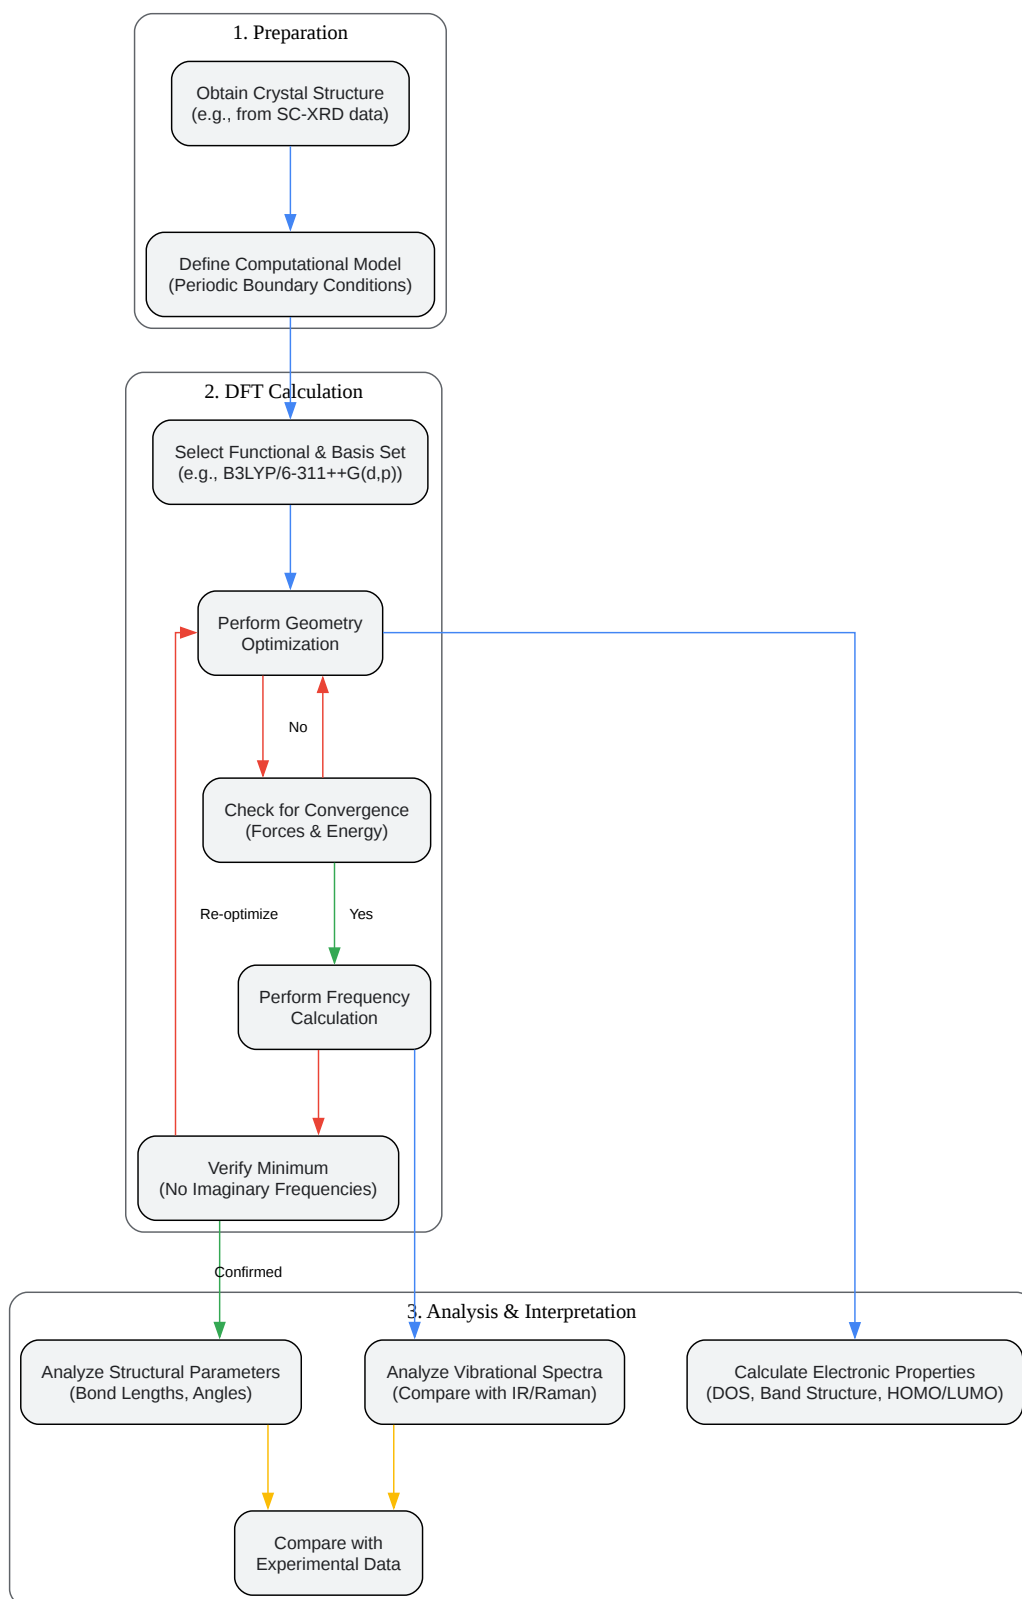 1. Preparation
Obtain Crystal Structure
(e.g., from SC-XRD data)
Define Computational Model
(Periodic Boundary Conditions)
2. DFT Calculation
Select Functional & Basis Set
(e.g., B3LYP/6-311++G(d,p))
Perform Geometry
Optimization
No
Check for Convergence
(Forces & Energy)
Re-optimize
Yes
Perform Frequency
Calculation
Verify Minimum
(No Imaginary Frequencies)
Confirmed
3. Analysis & Interpretation
Analyze Structural Parameters
(Bond Lengths, Angles)
Analyze Vibrational Spectra
(Compare with IR/Raman)
Calculate Electronic Properties
(DOS, Band Structure, HOMO/LUMO)
Compare with
Experimental Data